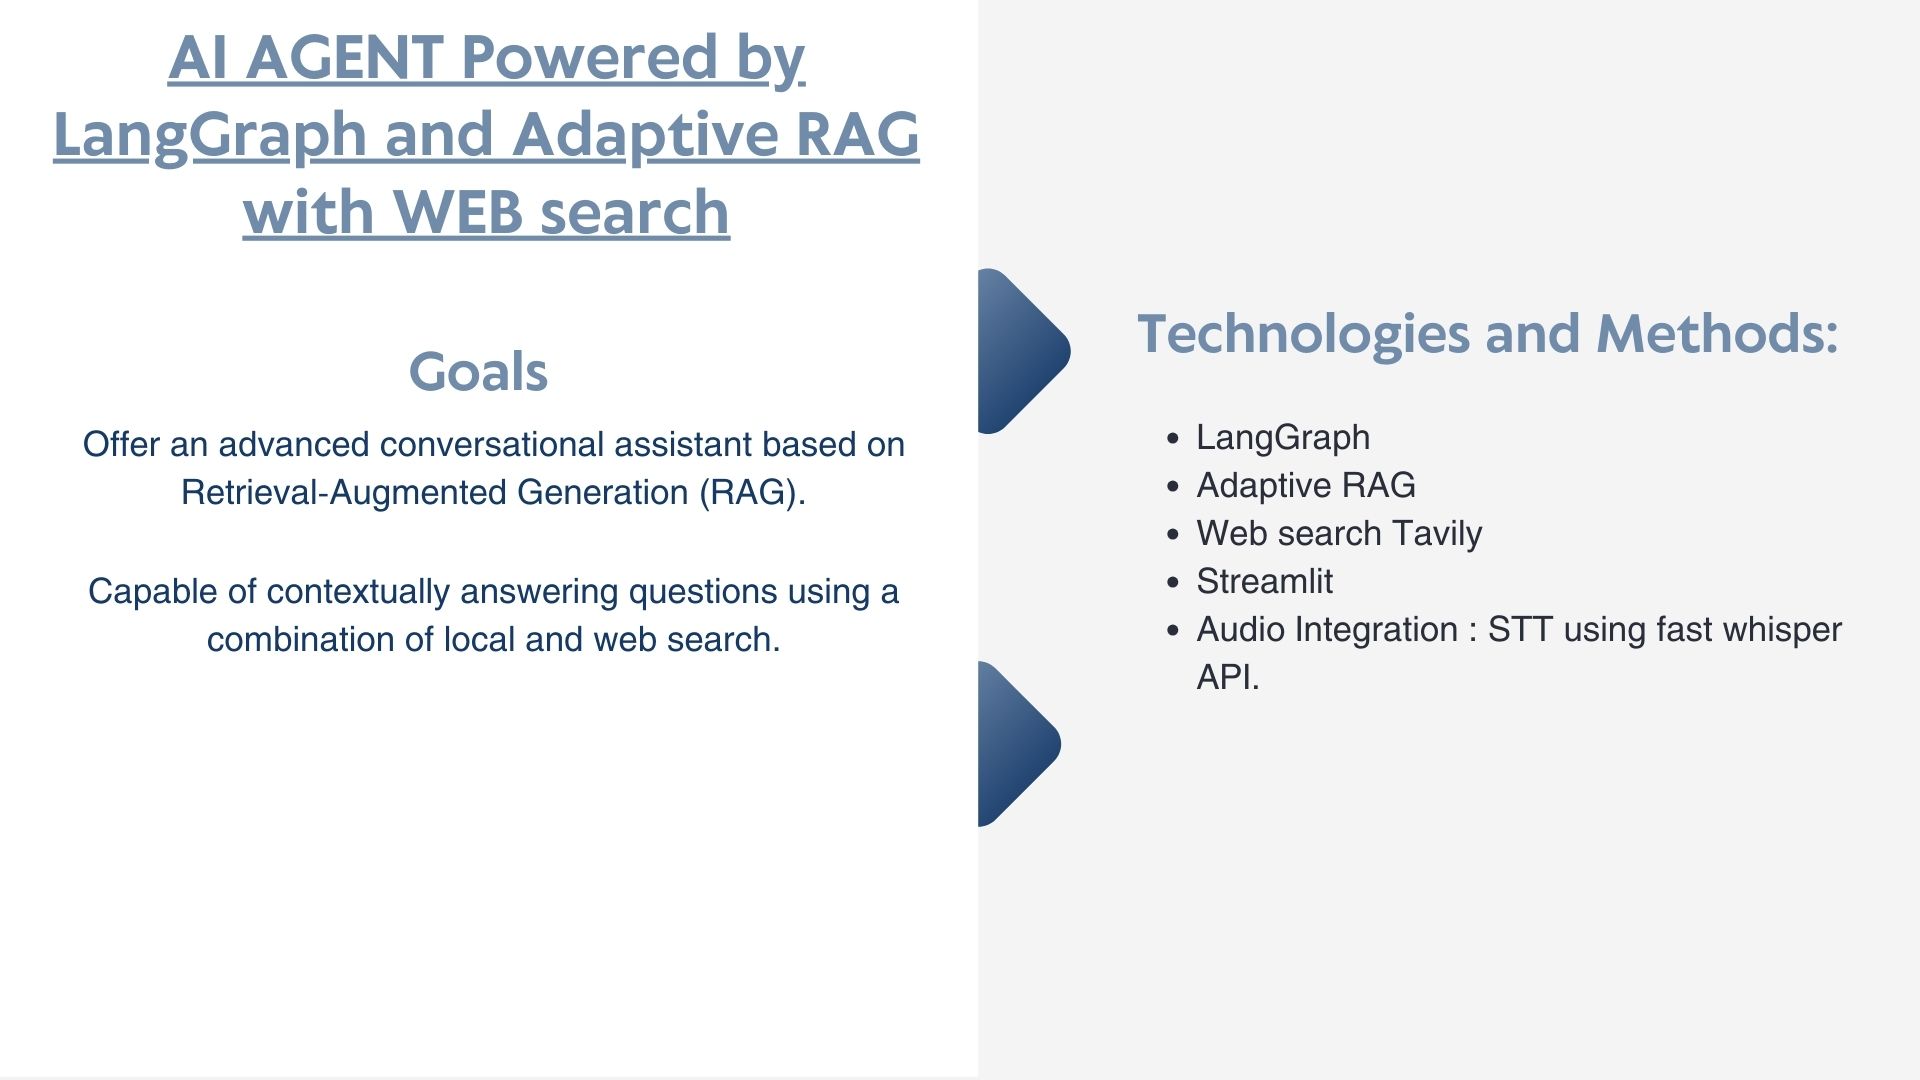 AI AGENT Powered by
LangGraph and Adaptive RAG
with WEB search
Goals
Offer an advanced conversational assistant based on
Retrieval-Augmented Generation (RAG).
Capable of contextually answering questions using a
combination of local and web search.
Technologies and Methods:
• LangGraph
• Adaptive RAG
• Web search Tavily
• Streamlit
• Audio Integration : STT using fast whisper
API.